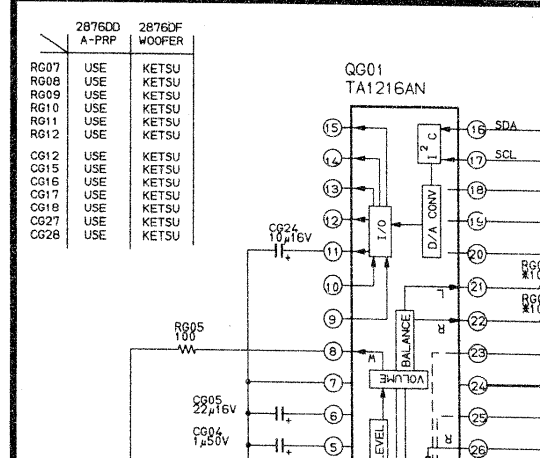 2876DD 2876DF
A-PRP WOOFER
RG07 USE KETSU
RG08 USE KETSU
RG09 USE KETSU
RG10 USE KETSU
RG11 USE KETSU
RG12 USE KETSU
CG12 USE KETSU
CG15 USE KETSU
CG16 USE KETSU
CG17 USE KETSU
CG18 USE KETSU
CG27 USE KETSU
CG28 USE KETSU
QG01
TA1216AN
15
14
13
12
11
10
9
8
7
6
5
16 SDA
17 SCL
18
19
20
21
22
23
24
25
26
I²C
I/O
D/A CONV
L
R
BALANCE
W
VOLUME
R
CG24
10µ16V
RG05
100
CG05
22µ16V
CG04
1µ50V